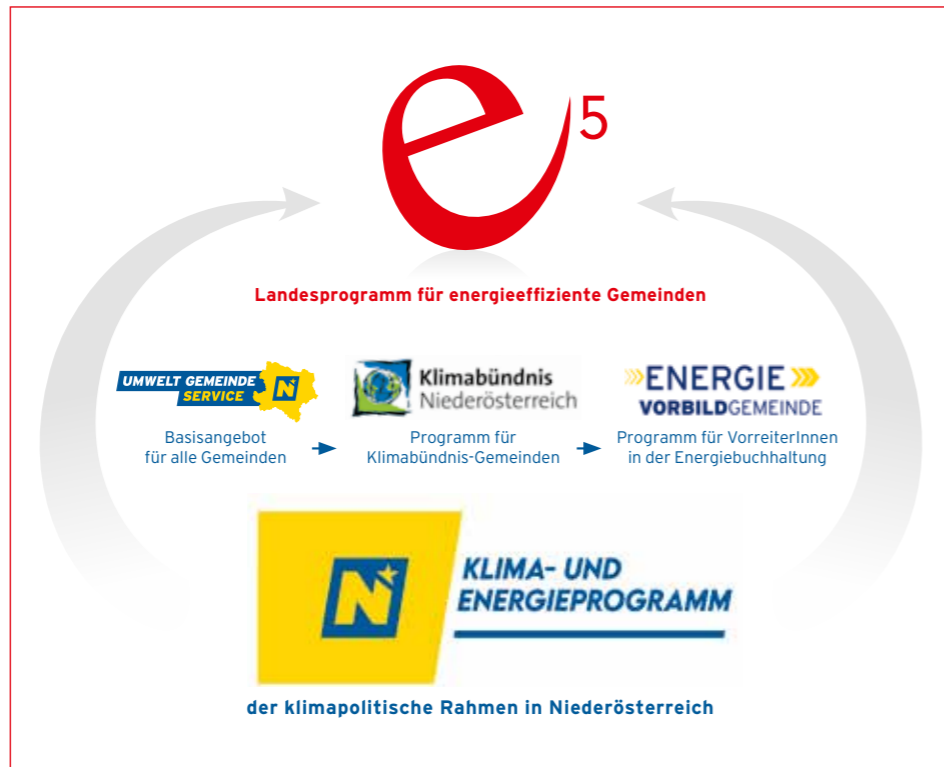 e5
Landesprogramm für energieeffiziente Gemeinden
UMWELT GEMEINDE
SERVICE N
Basisangebot
für alle Gemeinden
Klimabündnis
Niederösterreich
Programm für
Klimabündnis-Gemeinden
»ENERGIE»
VORBILDGEMEINDE
Programm für VorreiterInnen
in der Energiebuchhaltung
N
KLIMA- UND
ENERGIEPROGRAMM
der klimapolitische Rahmen in Niederösterreich